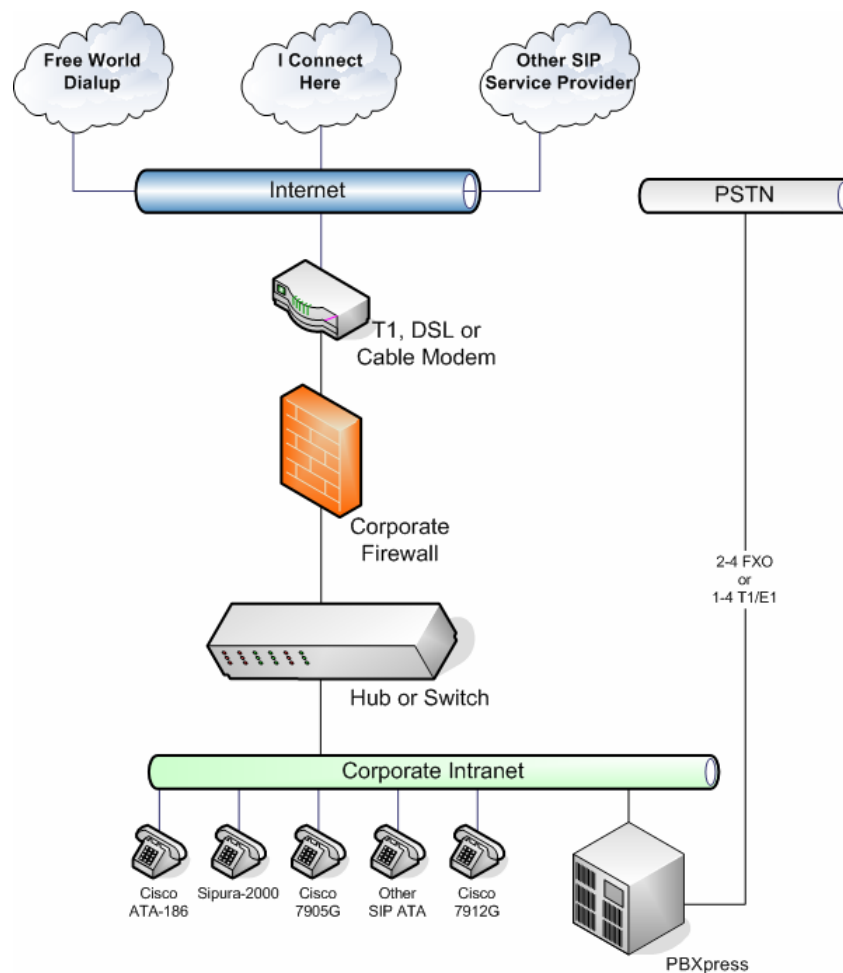 Free World
Dialup
I Connect
Here
Other SIP
Service Provider
Internet
PSTN
T1, DSL or
Cable Modem
Corporate
Firewall
2-4 FXO
or
1-4 T1/E1
Hub or Switch
Corporate Intranet
Cisco
ATA-186
Sipura-2000
Cisco
7905G
Other
SIP ATA
Cisco
7912G
PBXpress